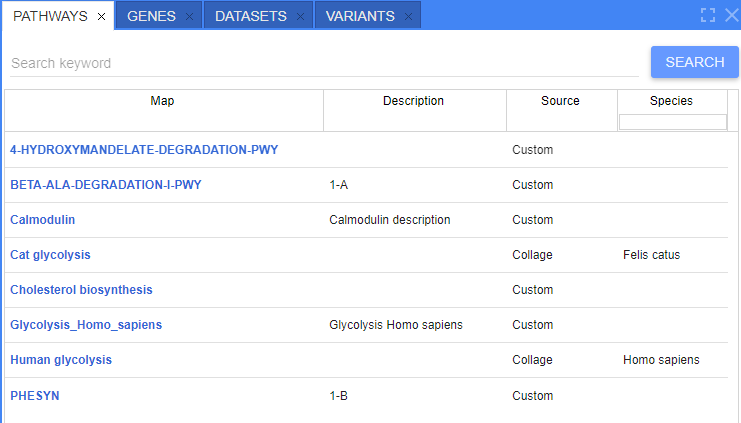 PATHWAYS × GENES × DATASETS × VARIANTS ×
Search keyword SEARCH
Map Description Source Species
4-HYDROXYMANDELATE-DEGRADATION-PWY Custom
BETA-ALA-DEGRADATION-I-PWY 1-A Custom
Calmodulin Calmodulin description Custom
Cat glycolysis Collage Felis catus
Cholesterol biosynthesis Custom
Glycolysis_Homo_sapiens Glycolysis Homo sapiens Custom
Human glycolysis Collage Homo sapiens
PHESYN 1-B Custom